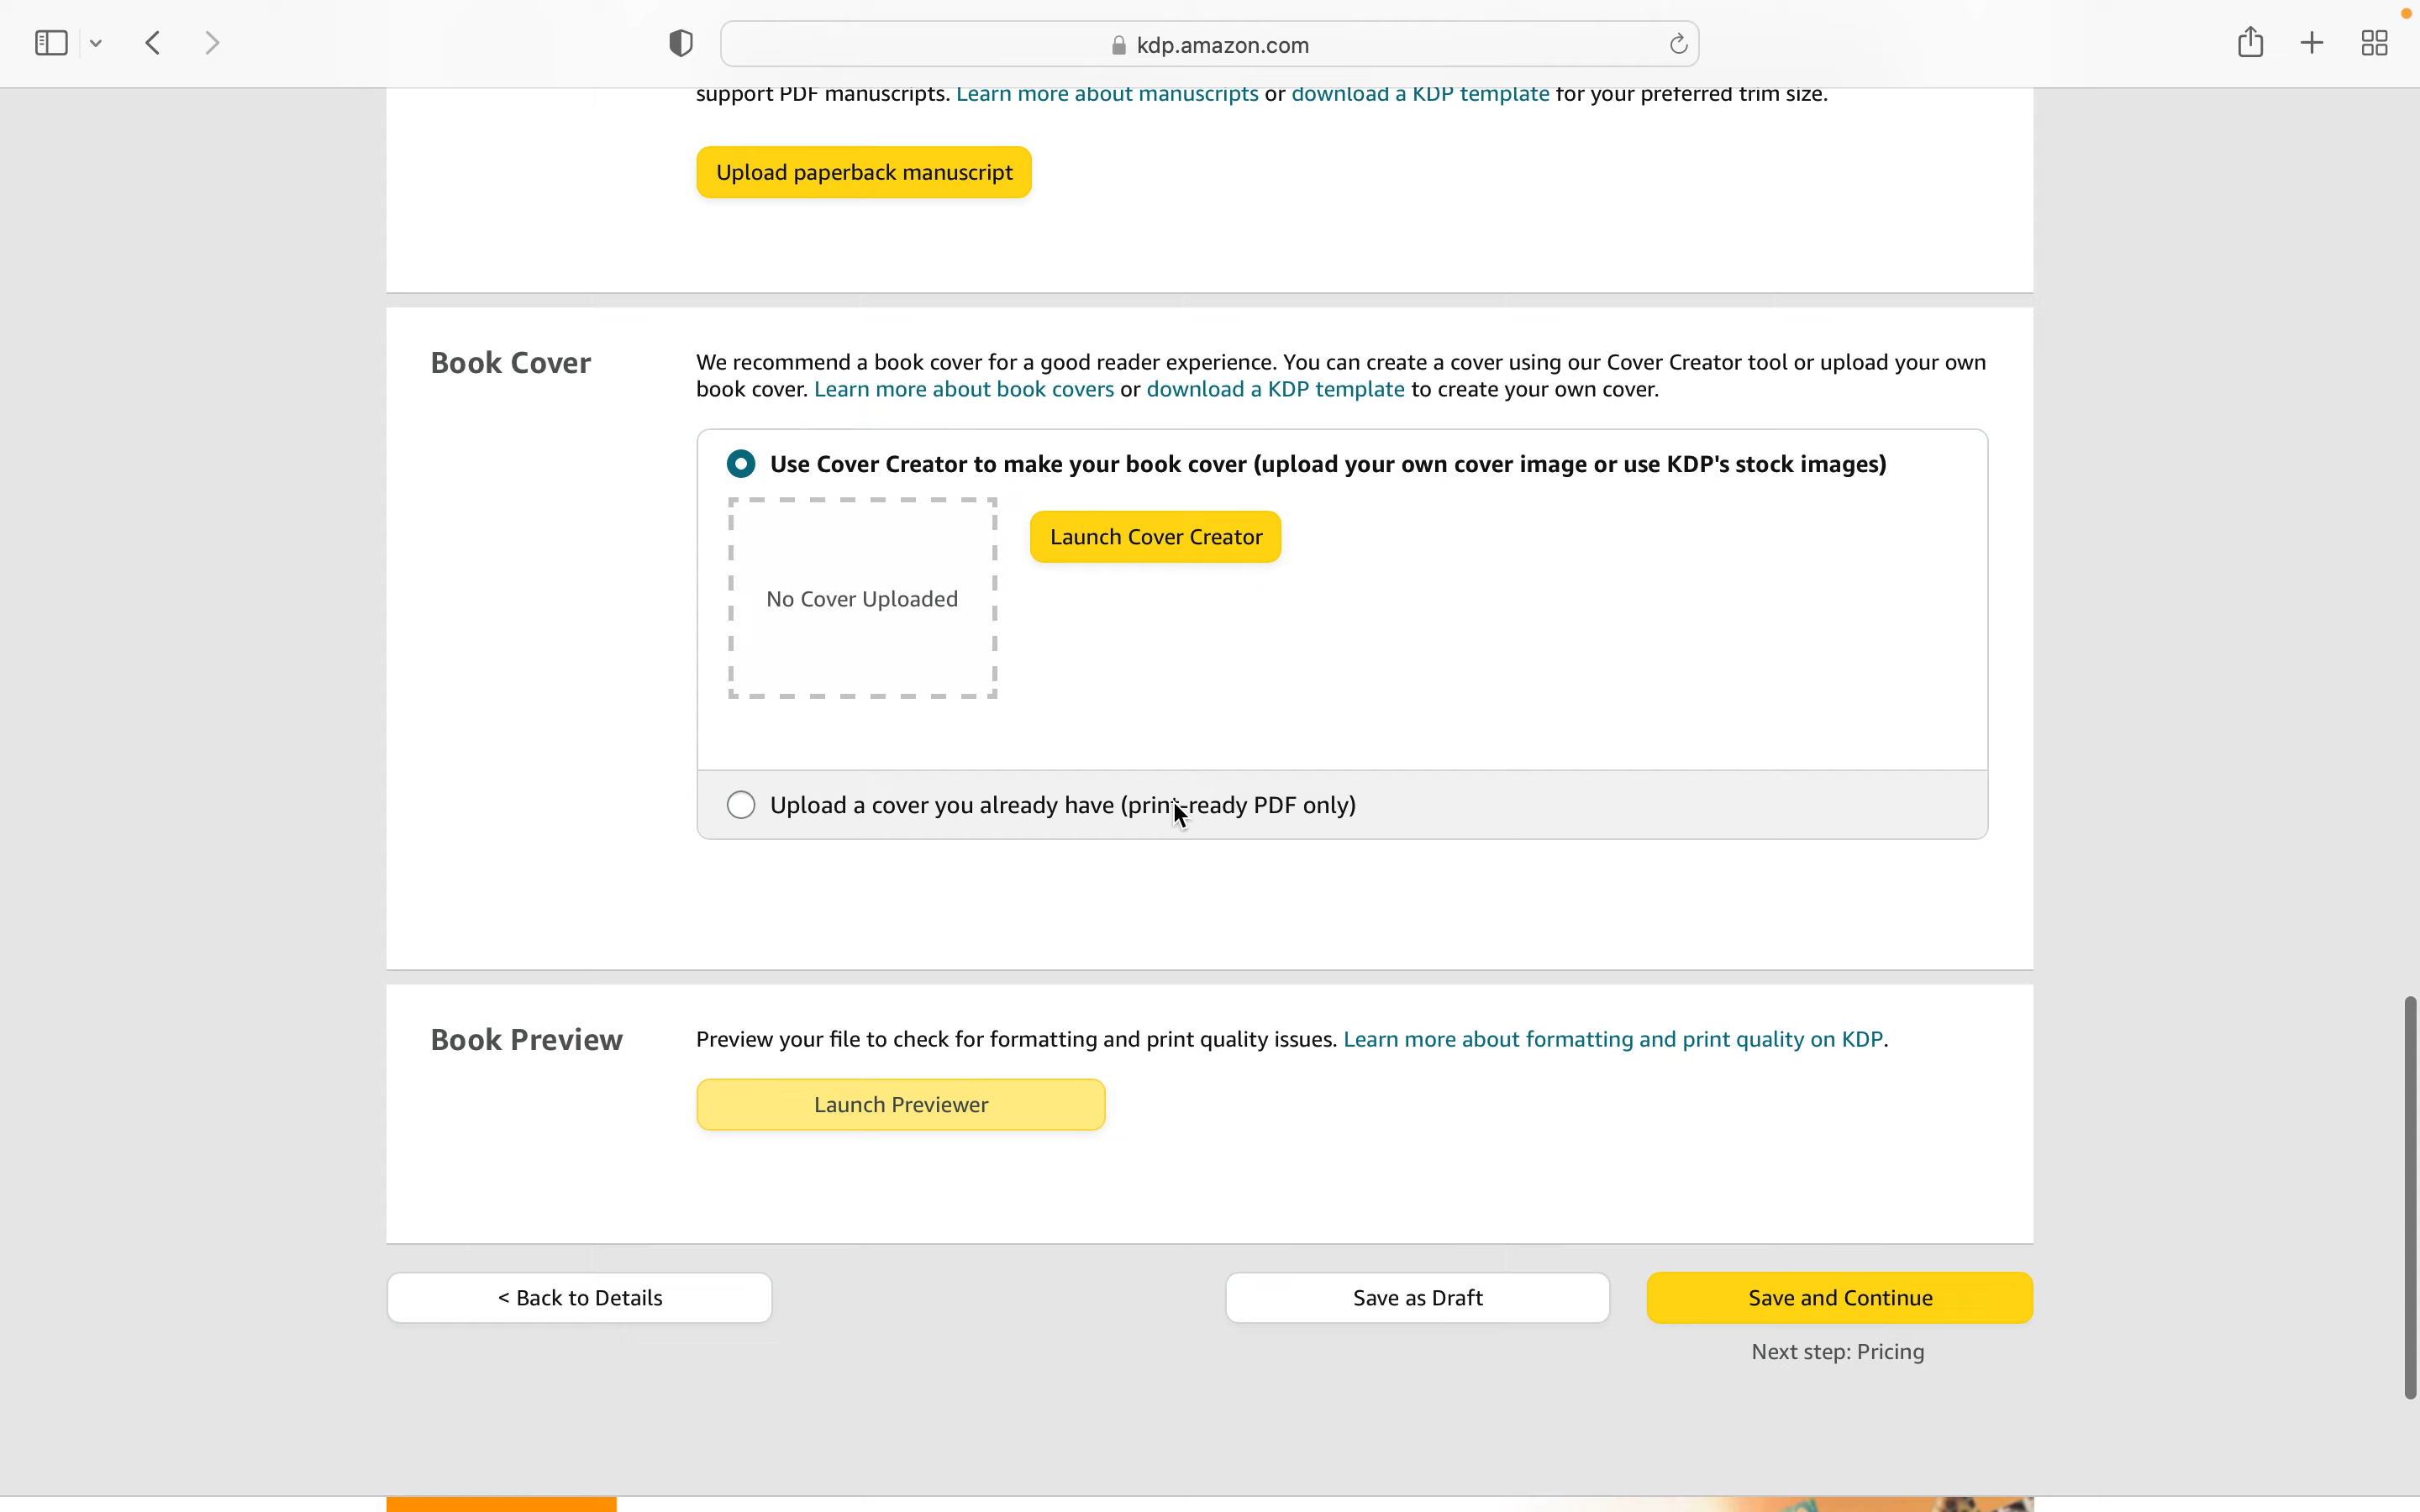 kdp.amazon.com
support PDF manuscripts. Learn more about manuscripts or download a KDP template for your preferred trim size.
Upload paperback manuscript
Book Cover
We recommend a book cover for a good reader experience. You can create a cover using our Cover Creator tool or upload your own
book cover. Learn more about book covers or download a KDP template to create your own cover.
Use Cover Creator to make your book cover (upload your own cover image or use KDP's stock images)
Launch Cover Creator
No Cover Uploaded
Upload a cover you already have (print-ready PDF only)
Book Preview
Preview your file to check for formatting and print quality issues. Learn more about formatting and print quality on KDP.
Launch Previewer
< Back to Details
Save as Draft
Save and Continue
Next step: Pricing